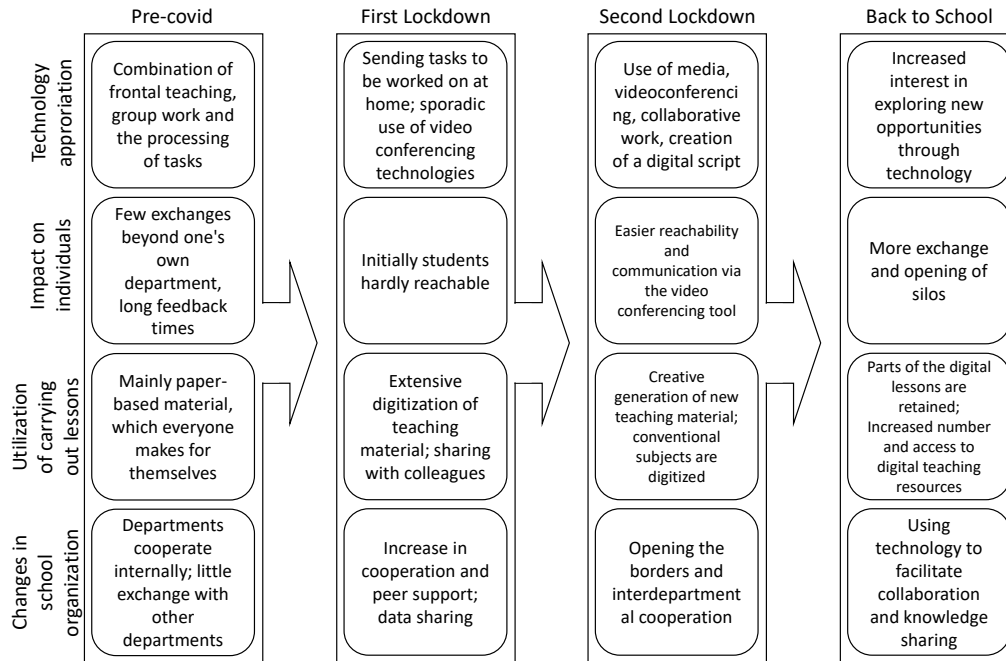 Pre-covid
First Lockdown
Second Lockdown
Back to School
Technology
approriation
Combination of
frontal teaching,
group work and
the processing
of tasks
Sending tasks to
be worked on at
home; sporadic
use of video
conferencing
technologies
Use of media,
videoconferenci
ng, collaborative
work, creation
of a digital script
Increased
interest in
exploring new
opportunities
through
technology
Impact on
individuals
Few exchanges
beyond one's
own
department,
long feedback
times
Initially students
hardly reachable
Easier reachability
and
communication via
the video
conferencing tool
More exchange
and opening of
silos
Utilization
of carrying
out lessons
Mainly paper-
based material,
which everyone
makes for
themselves
Extensive
digitization of
teaching
material; sharing
with colleagues
Creative
generation of new
teaching material;
conventional
subjects are
digitized
Parts of the digital
lessons are
retained;
Increased number
and access to
digital teaching
resources
Changes in
school
organization
Departments
cooperate
internally; little
exchange with
other
departments
Increase in
cooperation and
peer support;
data sharing
Opening the
borders and
interdepartment
al cooperation
Using
technology to
facilitate
collaboration
and knowledge
sharing